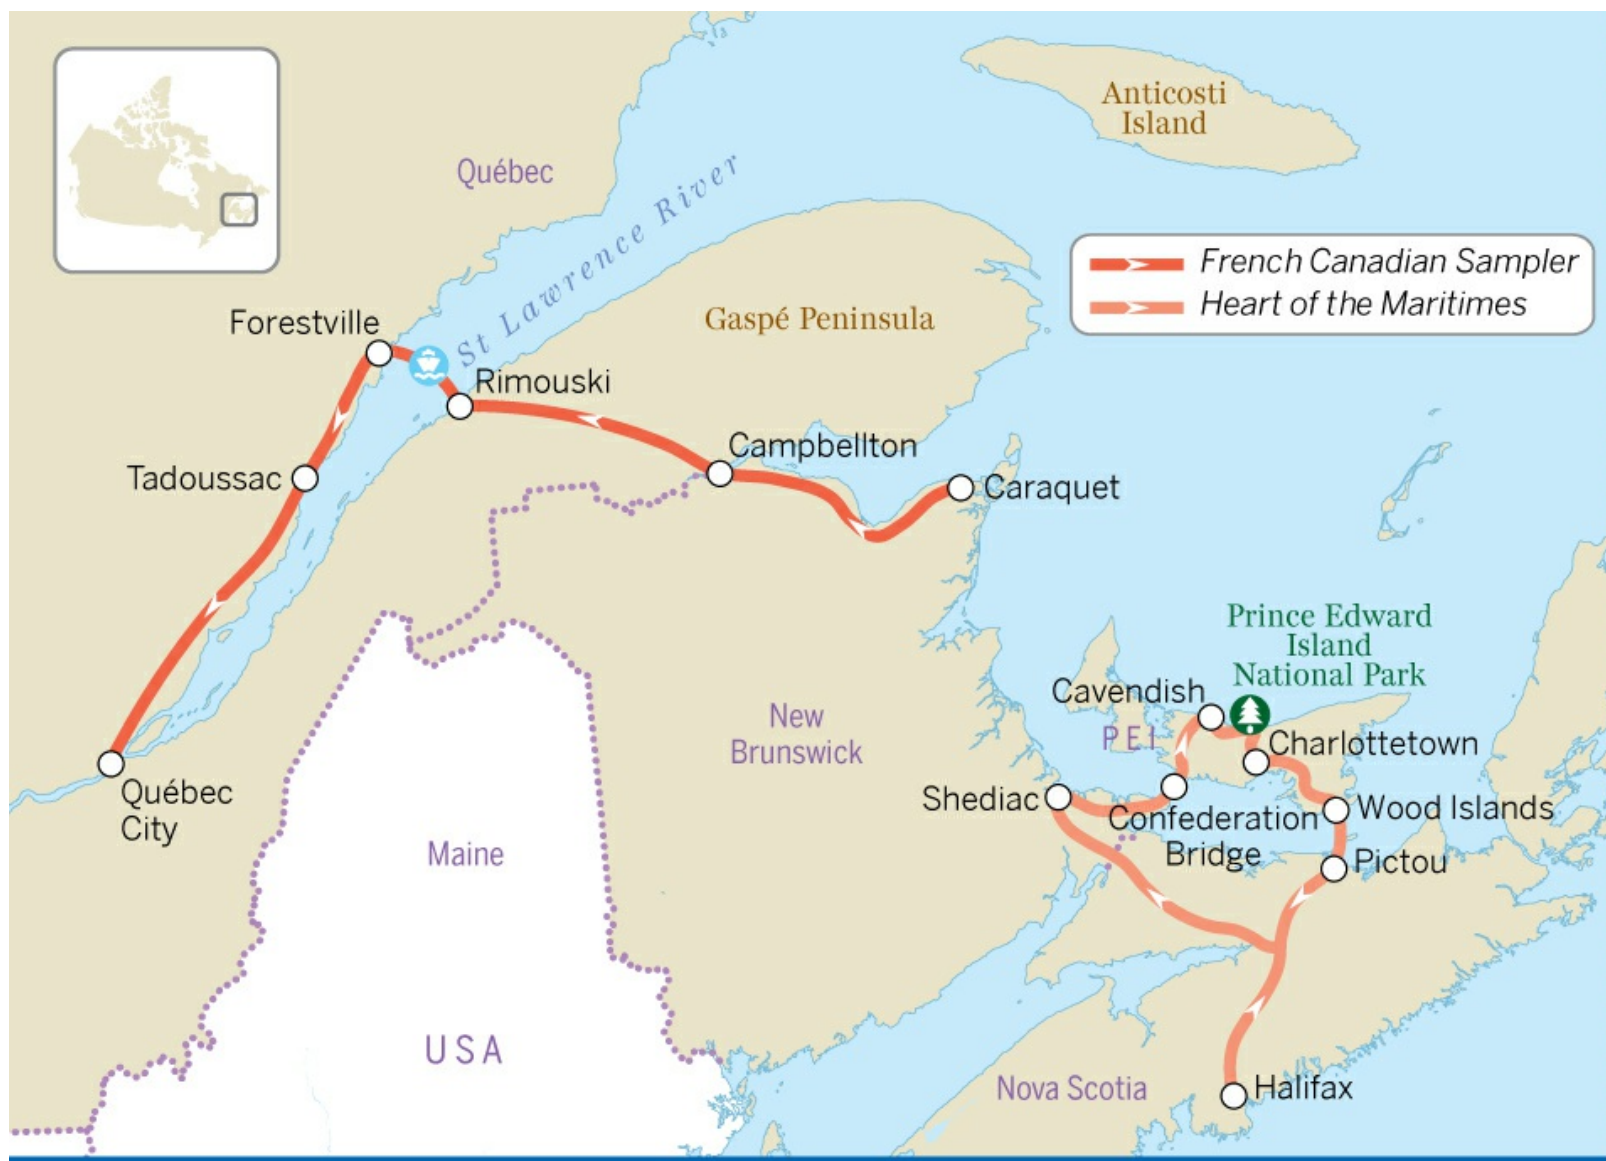 Anticosti
Island
Québec
St Lawrence River
French Canadian Sampler
Heart of the Maritimes
Gaspé Peninsula
Forestville
Rimouski
Campbellton
Tadoussac
Caraquet
Prince Edward
Island
National Park
Cavendish
PEI
New
Brunswick
Charlottetown
Québec
City
Shediac
Confederation
Bridge
Wood Islands
Maine
Pictou
USA
Nova Scotia
Halifax